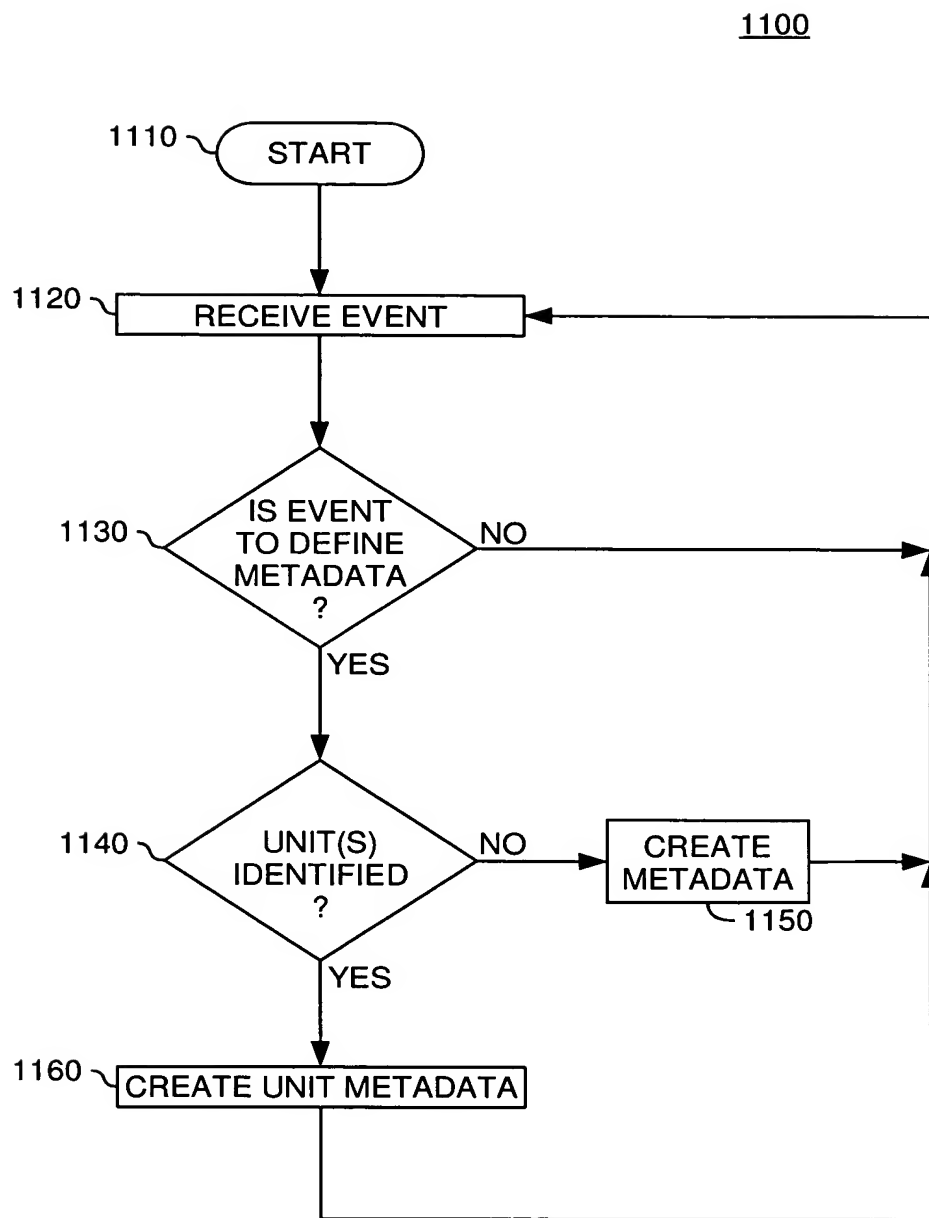 1100
1110
START
1120
RECEIVE EVENT
1130
IS EVENT
TO DEFINE
METADATA
?
NO
YES
1140
UNIT(S)
IDENTIFIED
?
NO
CREATE
METADATA
1150
YES
1160
CREATE UNIT METADATA